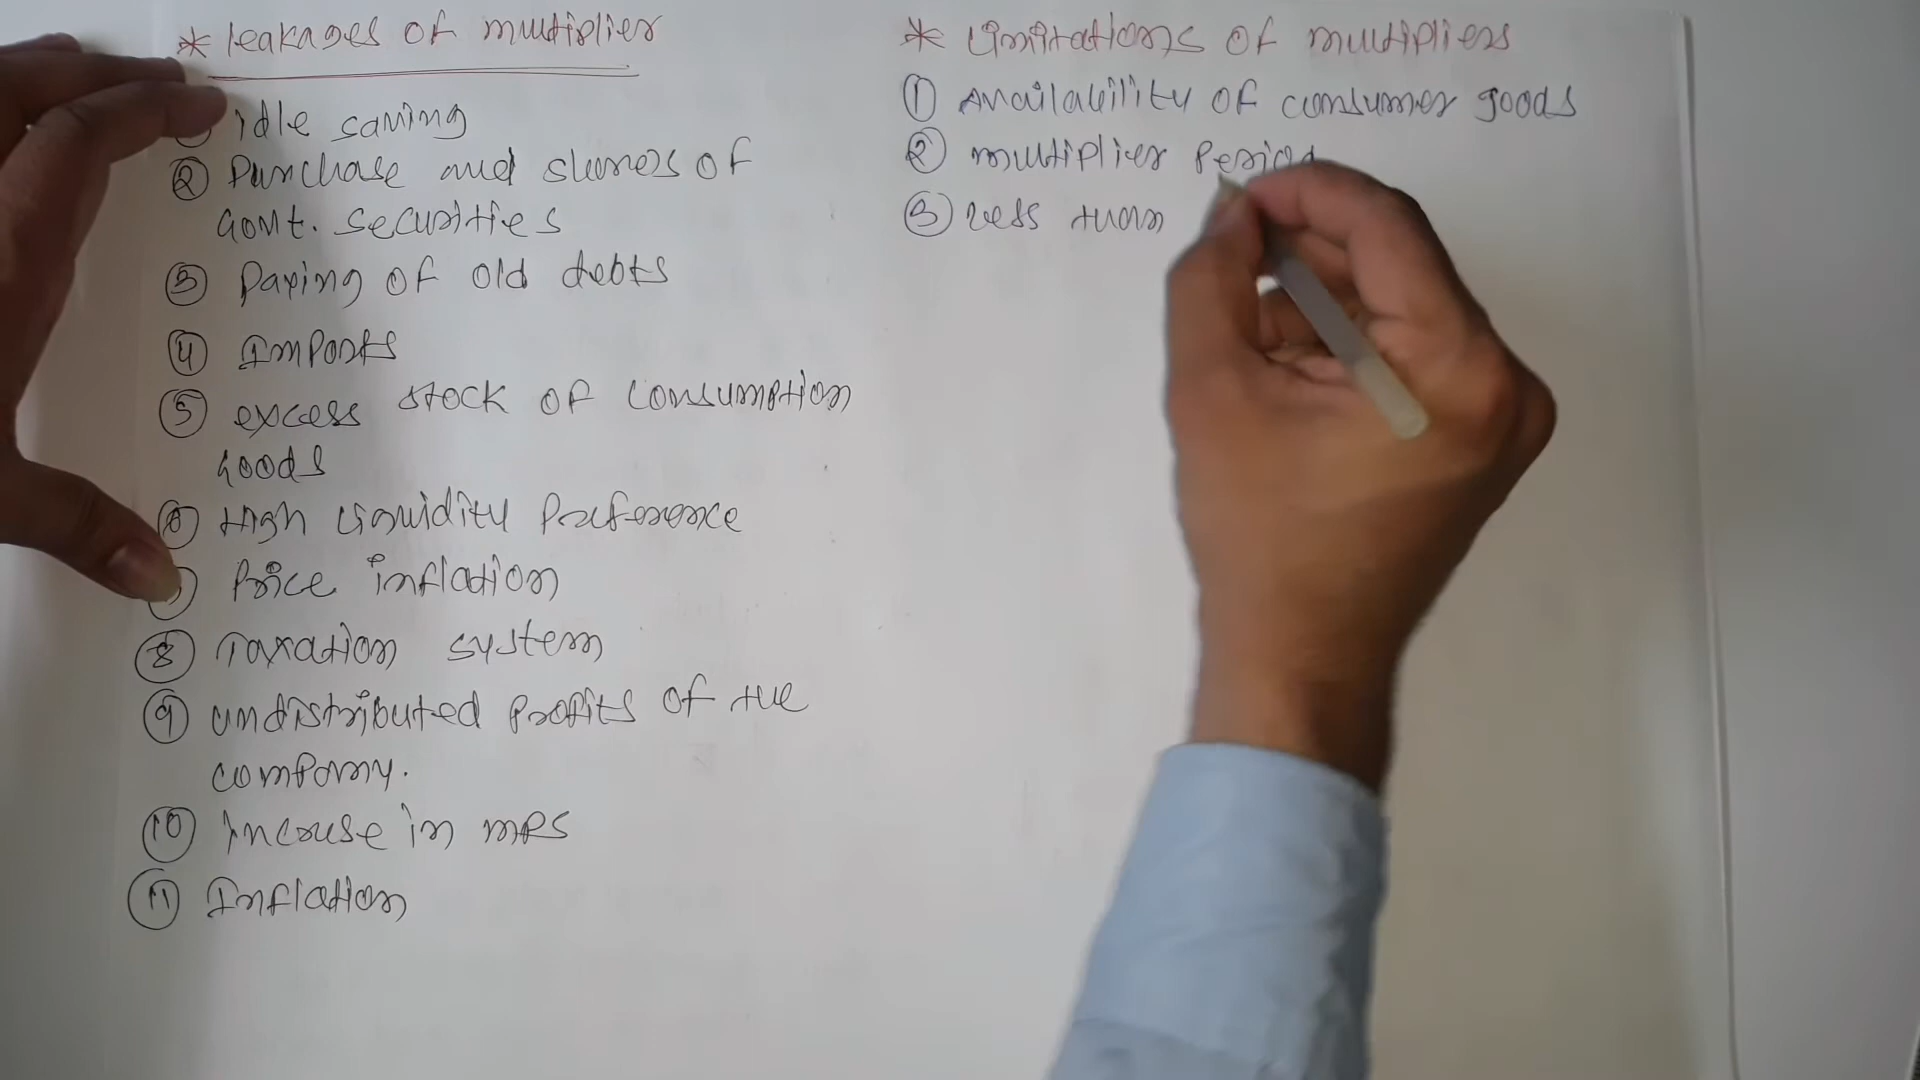 * Leakages of multiplier
idle saving
② Purchase and shares of
Govt. securities
③ Paying of old debts
④ Imports
⑤ excess stock of consumption
goods
⑥ High Liquidity Preference
Price inflation
⑧ Taxation system
⑨ undistributed profits of the
company.
⑩ increase in MPS
⑪ Inflation
* Limitations of multipliers
① Availability of consumer goods
② multiplier Period
③ Less than